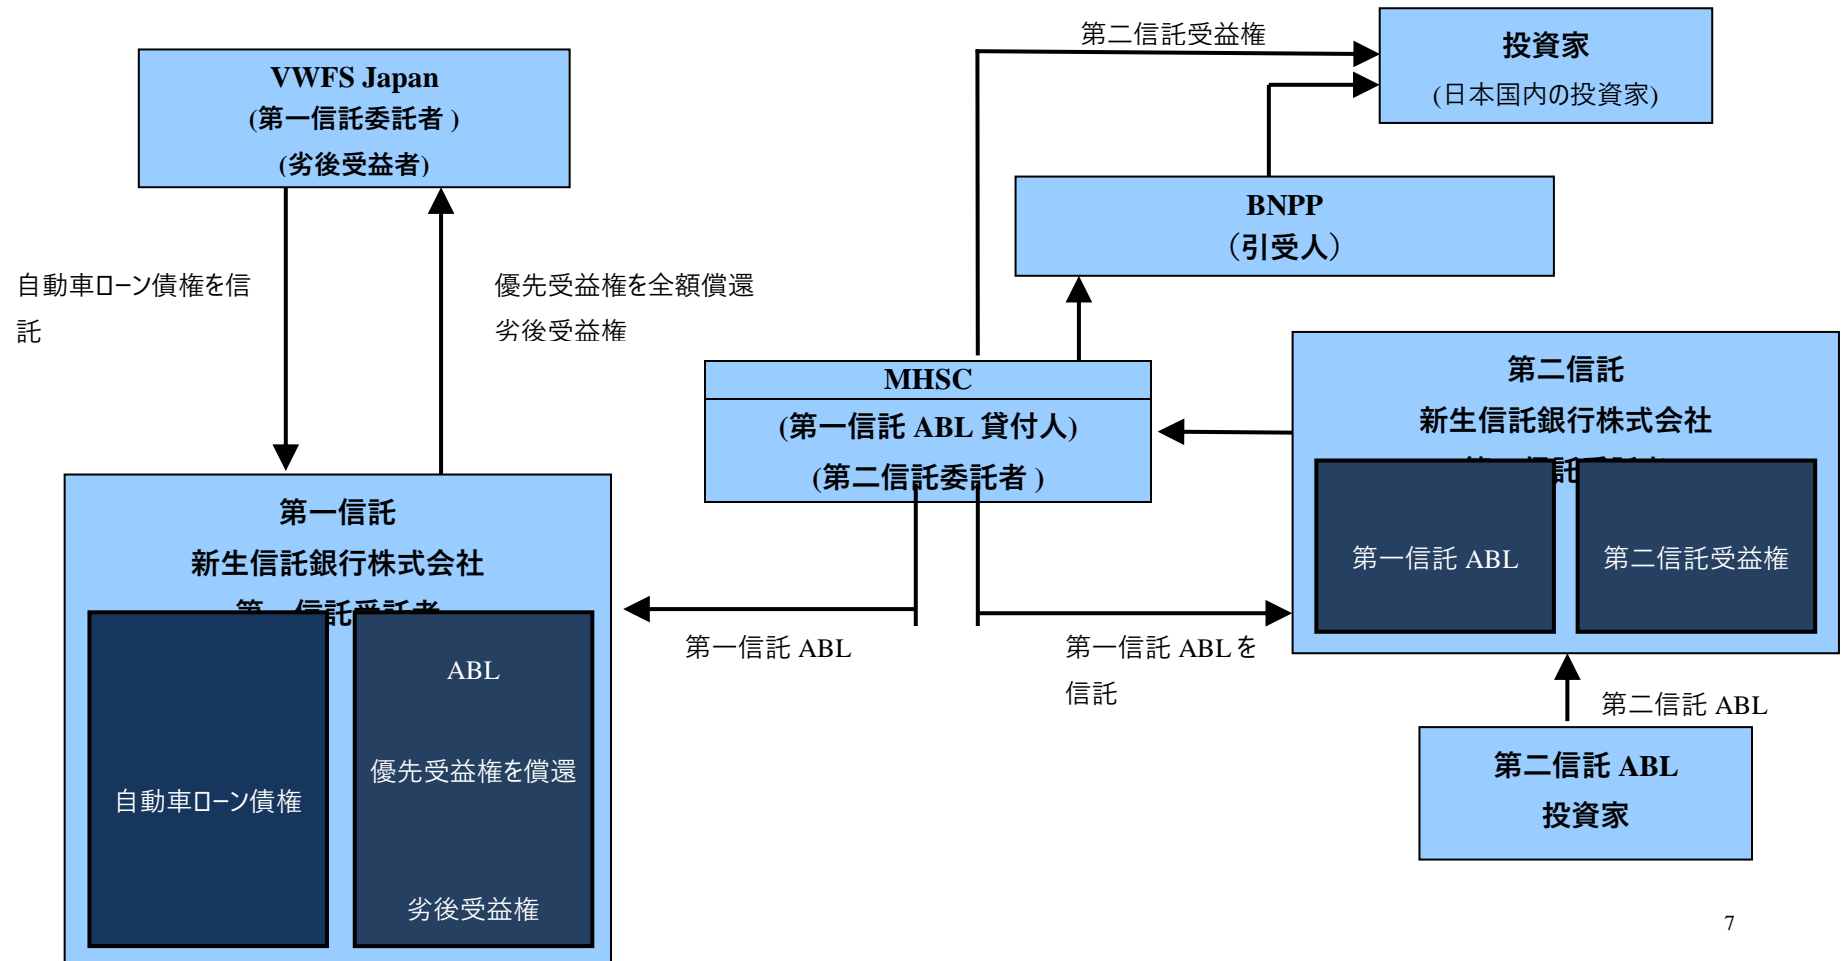 第二信託受益権
投資家
(日本国内の投資家)
VWFS Japan
(第一信託委託者 )
(劣後受益者)
BNPP
（引受人）
自動車ローン債権を信
託
優先受益権を全額償還
劣後受益権
MHSC
(第一信託 ABL 貸付人)
(第二信託委託者 )
第二信託
新生信託銀行株式会社
第一信託 ABL
第二信託受益権
第一信託
新生信託銀行株式会社
第一信託受託者
自動車ローン債権
ABL
優先受益権を償還
劣後受益権
第一信託 ABL
第一信託 ABL を
信託
第二信託 ABL
第二信託 ABL
投資家
7